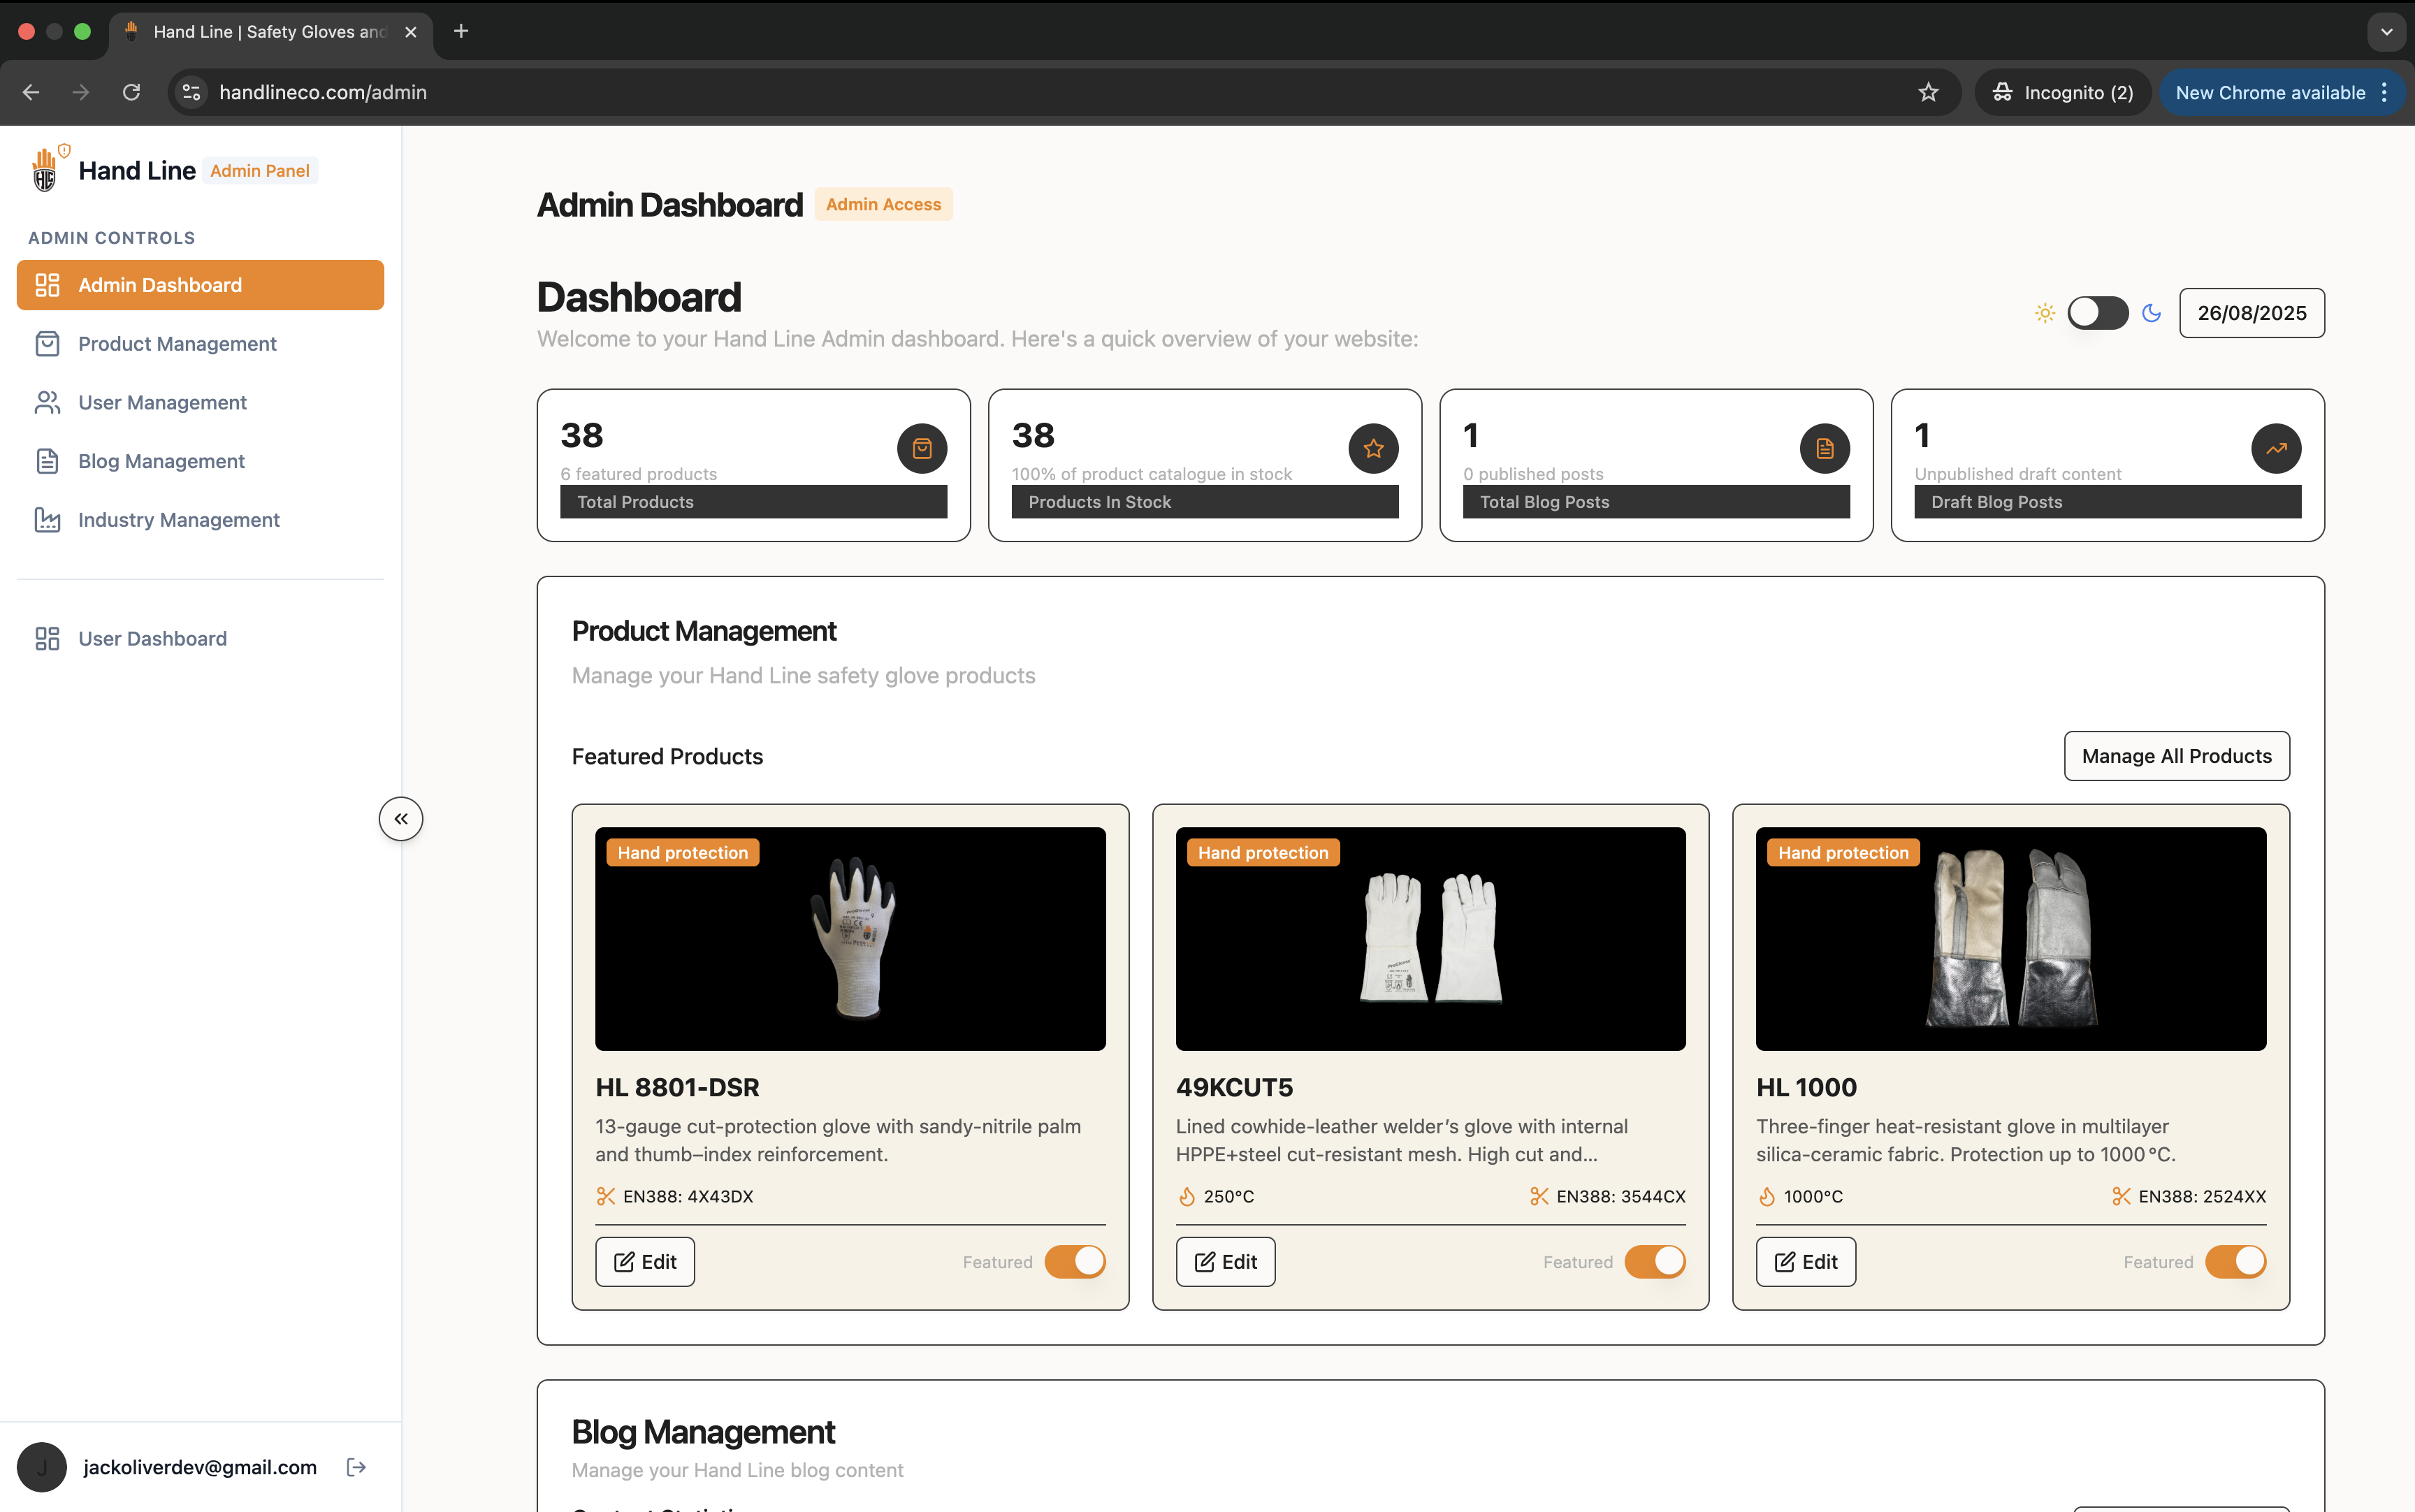 Hand Line | Safety Gloves and
handlineco.com/admin
Incognito (2)
New Chrome available
Hand Line
Admin Panel
ADMIN CONTROLS
Admin Dashboard
Product Management
User Management
Blog Management
Industry Management
User Dashboard
jackoliverdev@gmail.com
Admin Dashboard
Admin Access
Dashboard
Welcome to your Hand Line Admin dashboard. Here's a quick overview of your website:
26/08/2025
38
6 featured products
Total Products
38
100% of product catalogue in stock
Products In Stock
1
0 published posts
Total Blog Posts
1
Unpublished draft content
Draft Blog Posts
Product Management
Manage your Hand Line safety glove products
Featured Products
Manage All Products
Hand protection
HL 8801-DSR
13-gauge cut-protection glove with sandy-nitrile palm
and thumb–index reinforcement.
EN388: 4X43DX
Edit
Featured
Hand protection
49KCUT5
Lined cowhide-leather welder’s glove with internal
HPPE+steel cut-resistant mesh. High cut and...
250°C
EN388: 3544CX
Edit
Featured
Hand protection
HL 1000
Three-finger heat-resistant glove in multilayer
silica-ceramic fabric. Protection up to 1000 °C.
1000°C
EN388: 2524XX
Edit
Featured
Blog Management
Manage your Hand Line blog content